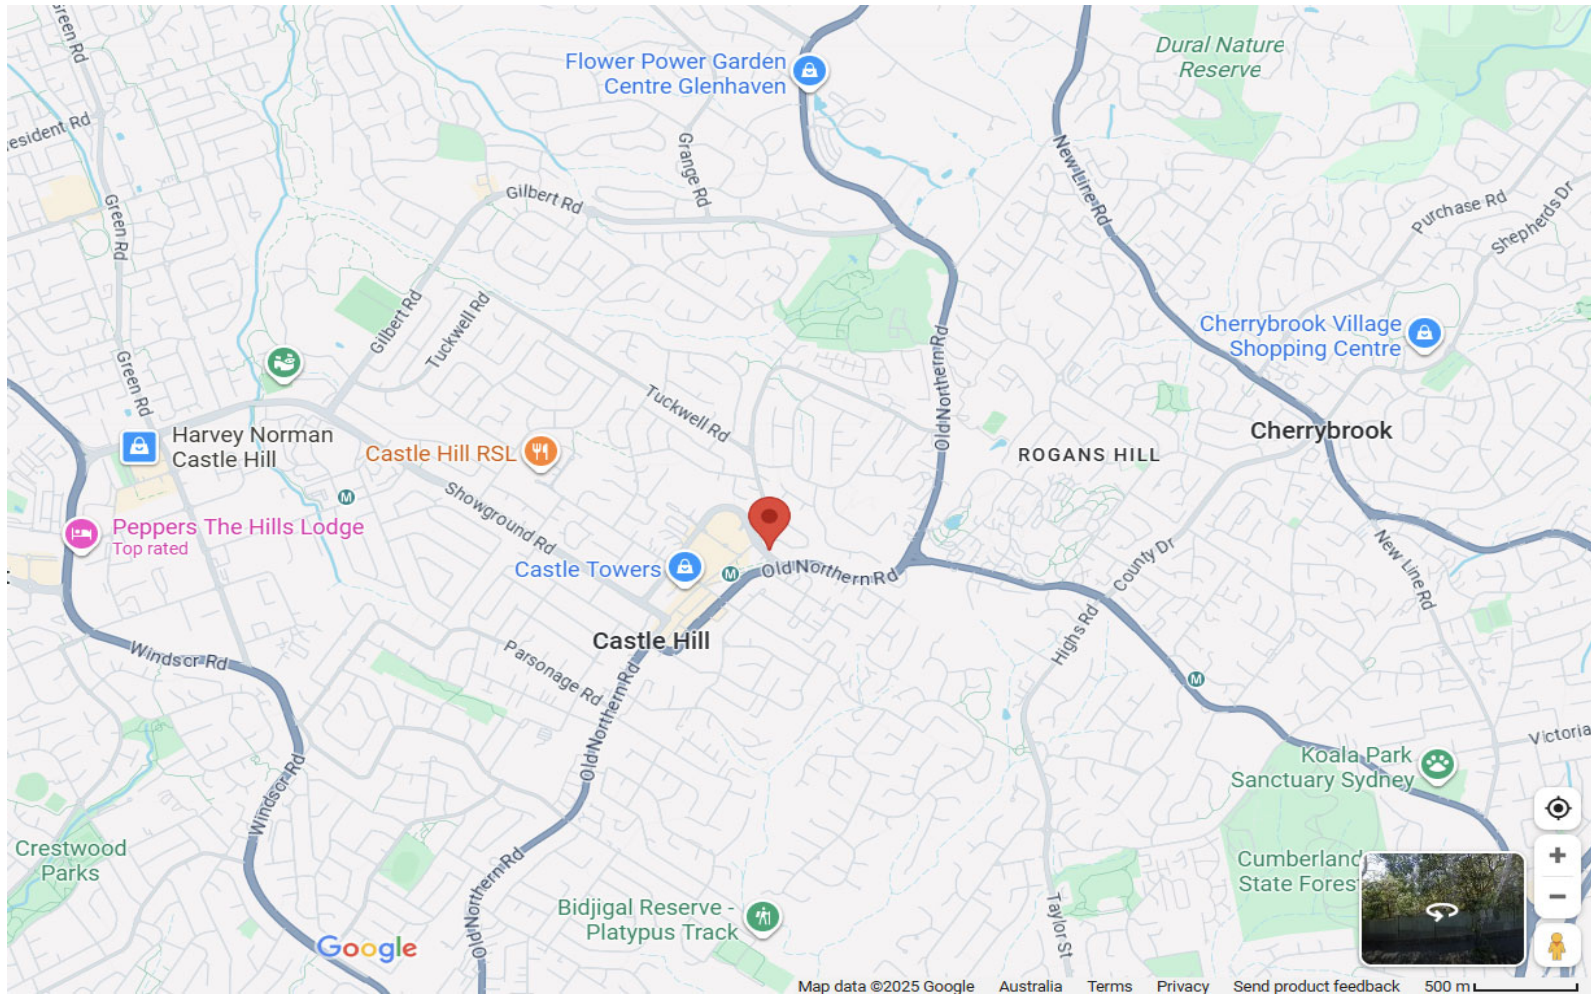 Green Rd
Flower Power Garden
Centre Glenhaven
Dural Nature
Reserve
esident Rd
Grange Rd
New Line Rd
Gilbert Rd
Green Rd
Purchase Rd
Shepherds Dr
Gilbert Rd
Tuckwell Rd
Old Northern Rd
Cherrybrook Village
Shopping Centre
Green Rd
Tuckwell Rd
Harvey Norman
Castle Hill
Castle Hill RSL
M
ROGANS HILL
Cherrybrook
Showground Rd
Peppers The Hills Lodge
Top rated
Castle Towers
M
Old Northern Rd
County Dr
New Line Rd
Castle Hill
Highs Rd
Windscr Rd
Parsonage Rd
Old Northern Rd
M
Victoria
Koala Park
Sanctuary Sydney
Windsor Rd
Crestwood
Parks
Old Northern Rd
Cumberland
State Fores
Bidjigal Reserve -
Platypus Track
Taylor St
Google
Map data ©2025 Google Australia Terms Privacy Send product feedback 500 m